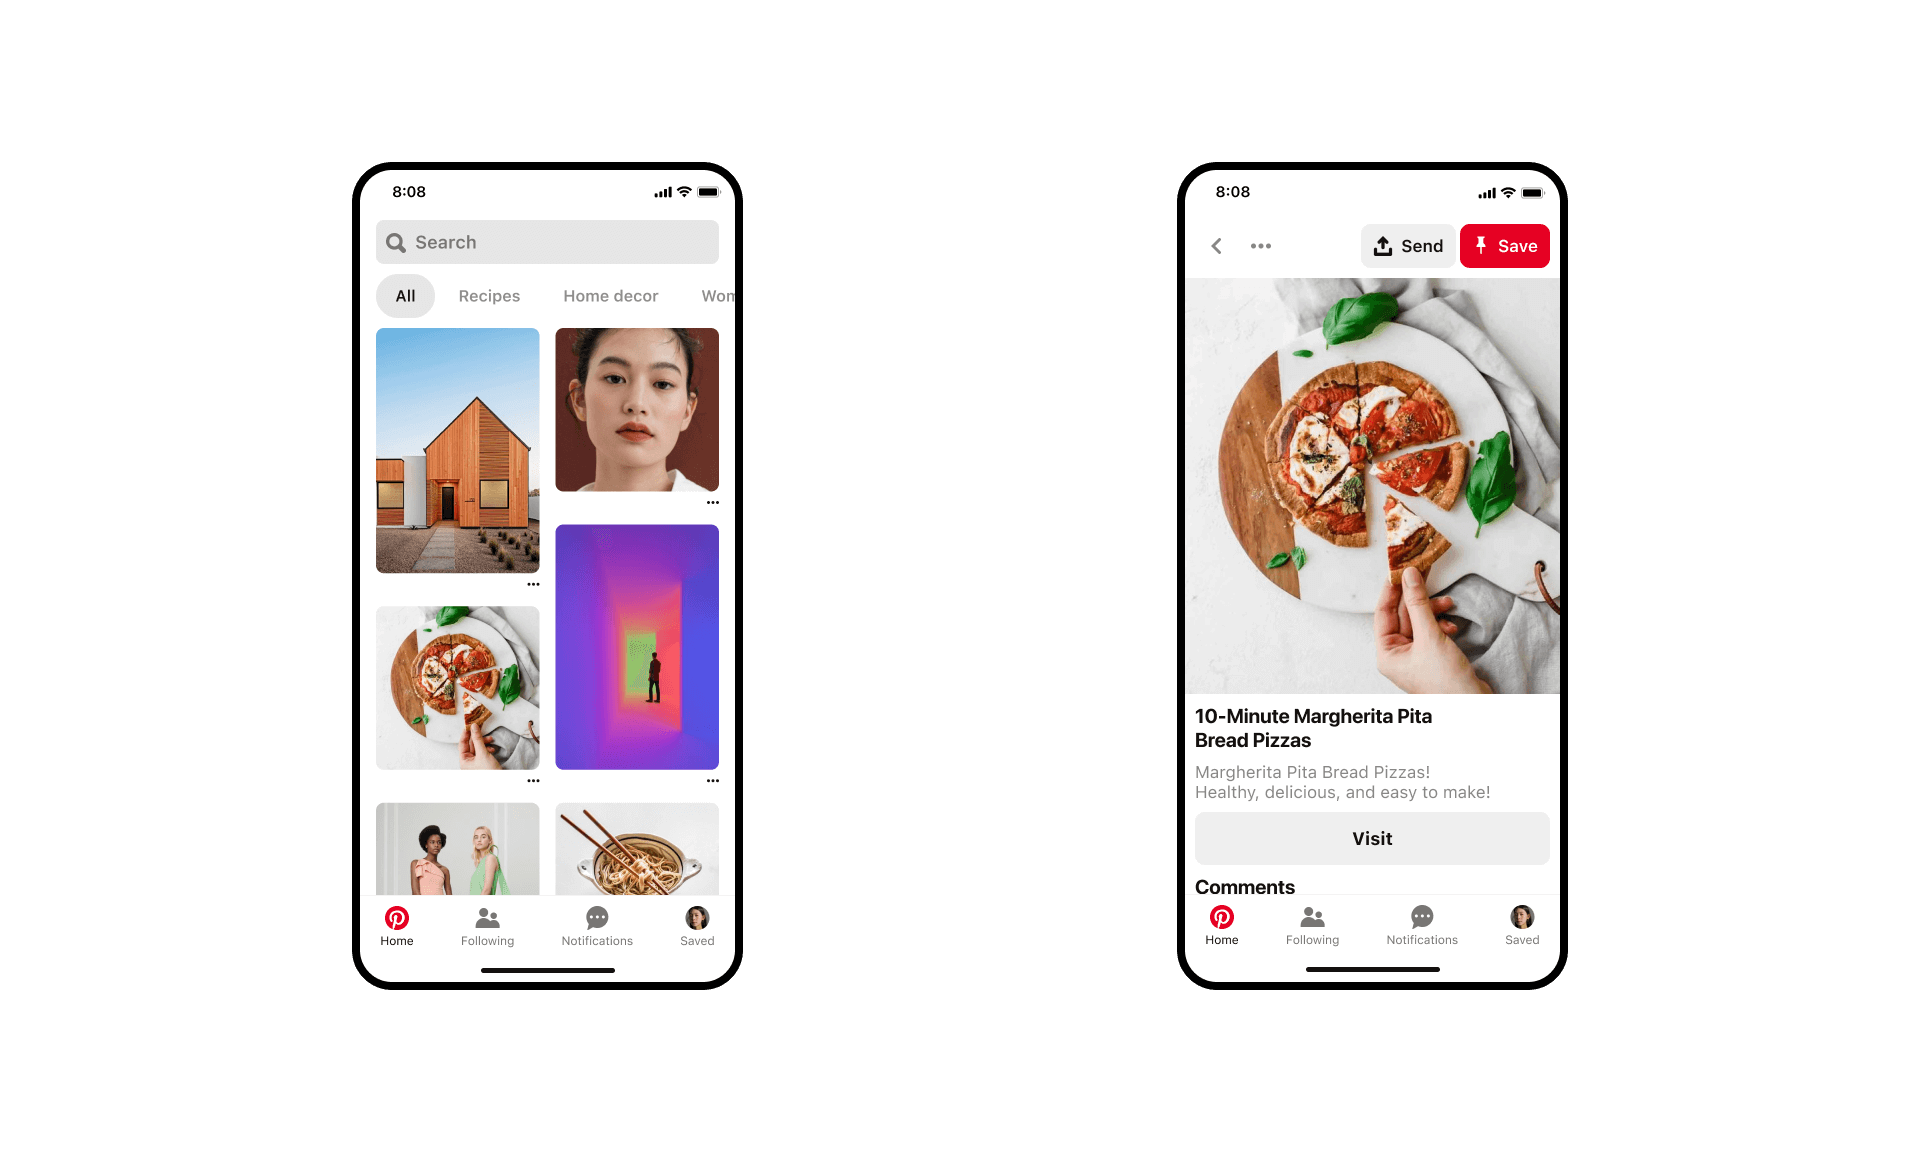 8:08
Search
All Recipes Home decor Wom
Home Following Notifications Saved
8:08
Send Save
10-Minute Margherita Pita
Bread Pizzas
Margherita Pita Bread Pizzas!
Healthy, delicious, and easy to make!
Visit
Comments
Home Following Notifications Saved